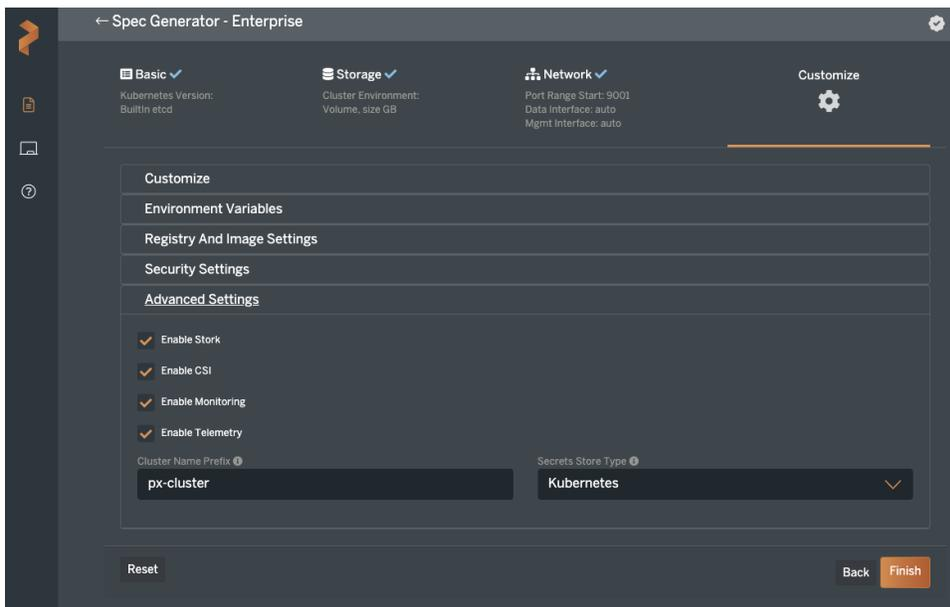 ← Spec Generator - Enterprise
Basic
Kubernetes Version:
BuiltIn etcd
Storage
Cluster Environment:
Volume, size GB
Network
Port Range Start: 9001
Data Interface: auto
Mgmt Interface: auto
Customize
Customize
Environment Variables
Registry And Image Settings
Security Settings
Advanced Settings
Enable Stork
Enable CSI
Enable Monitoring
Enable Telemetry
Cluster Name Prefix
px-cluster
Secrets Store Type
Kubernetes
Reset
Back
Finish